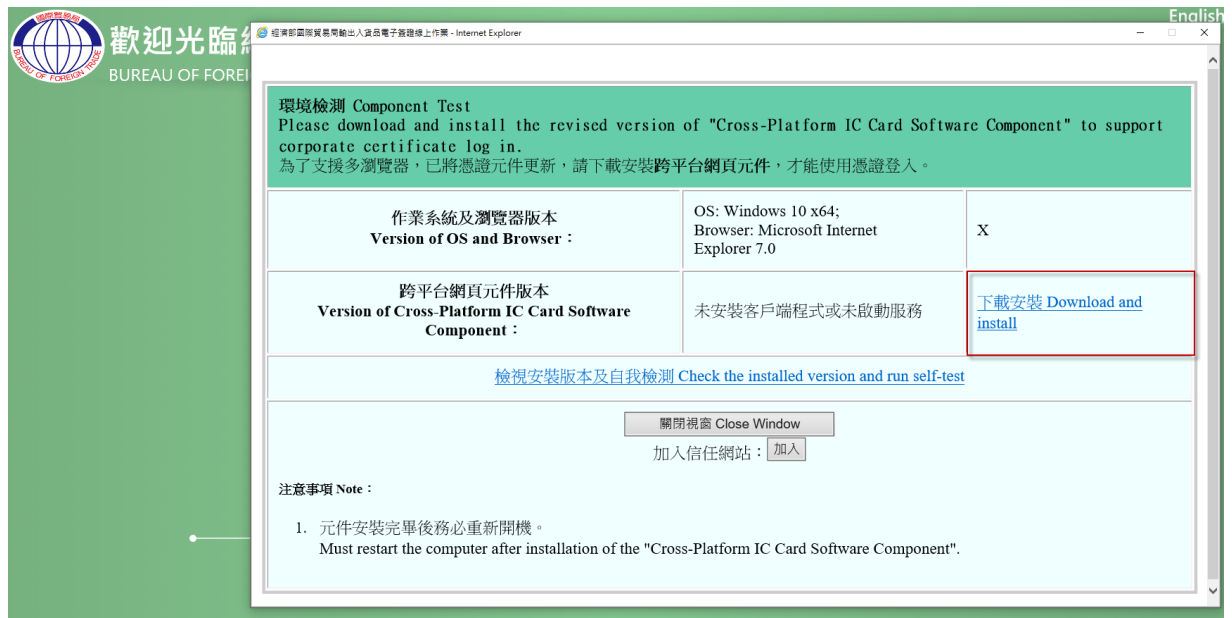 English
國際貿易局
BUREAU OF FOREIGN TRADE
歡迎光臨
BUREAU OF FOREI
經濟部國際貿易局輸出入貨品電子簽證線上作業 - Internet Explorer
環境檢測 Component Test
Please download and install the revised version of "Cross-Platform IC Card Software Component" to support
corporate certificate log in.
為了支援多瀏覽器，已將憑證元件更新，請下載安裝跨平台網頁元件，才能使用憑證登入。
作業系統及瀏覽器版本
Version of OS and Browser：
OS: Windows 10 x64;
Browser: Microsoft Internet
Explorer 7.0
X
跨平台網頁元件版本
Version of Cross-Platform IC Card Software
Component：
未安裝客戶端程式或未啟動服務
下載安裝 Download and
install
檢視安裝版本及自我檢測 Check the installed version and run self-test
關閉視窗 Close Window
加入信任網站：加入
注意事項 Note：
1. 元件安裝完畢後務必重新開機。
Must restart the computer after installation of the "Cross-Platform IC Card Software Component".